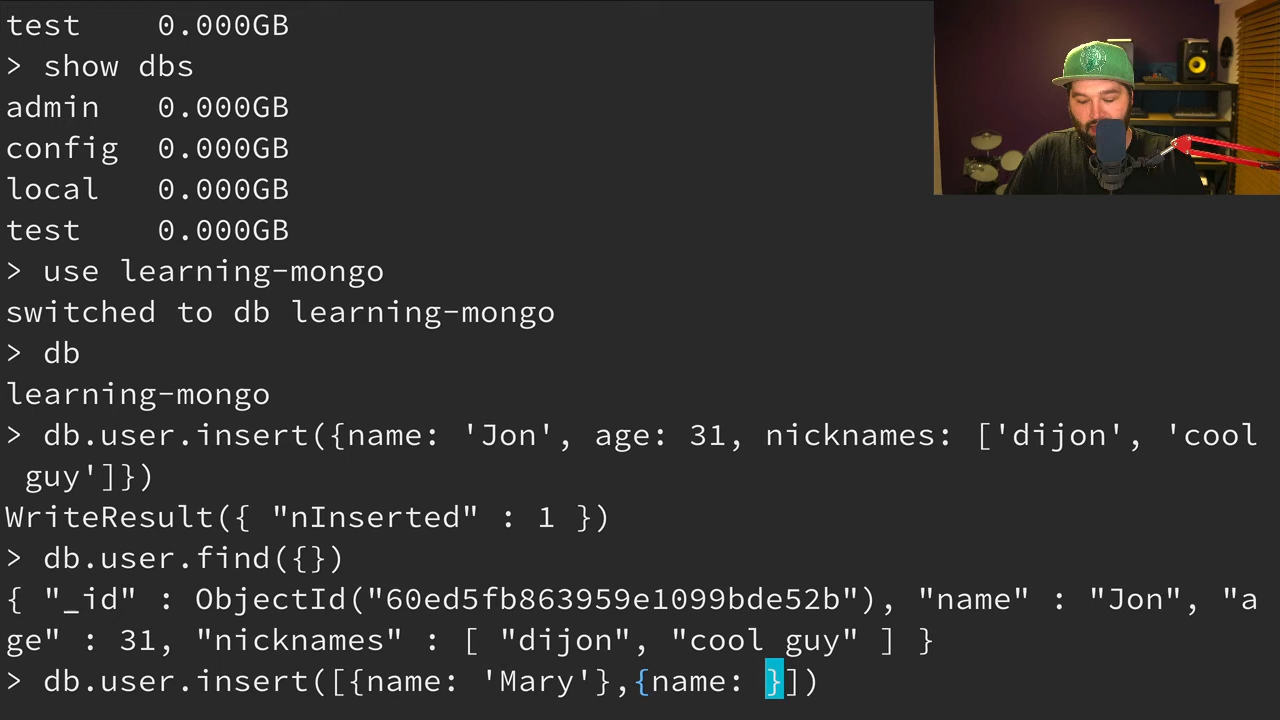 test    0.000GB
> show dbs
admin   0.000GB
config  0.000GB
local   0.000GB
test    0.000GB
> use learning-mongo
switched to db learning-mongo
> db
learning-mongo
> db.user.insert({name: 'Jon', age: 31, nicknames: ['dijon', 'cool
 guy']})
WriteResult({ "nInserted" : 1 })
> db.user.find({})
{ "_id" : ObjectId("60ed5fb863959e1099bde52b"), "name" : "Jon", "a
ge" : 31, "nicknames" : [ "dijon", "cool guy" ] }
> db.user.insert([{name: 'Mary'},{name: }])